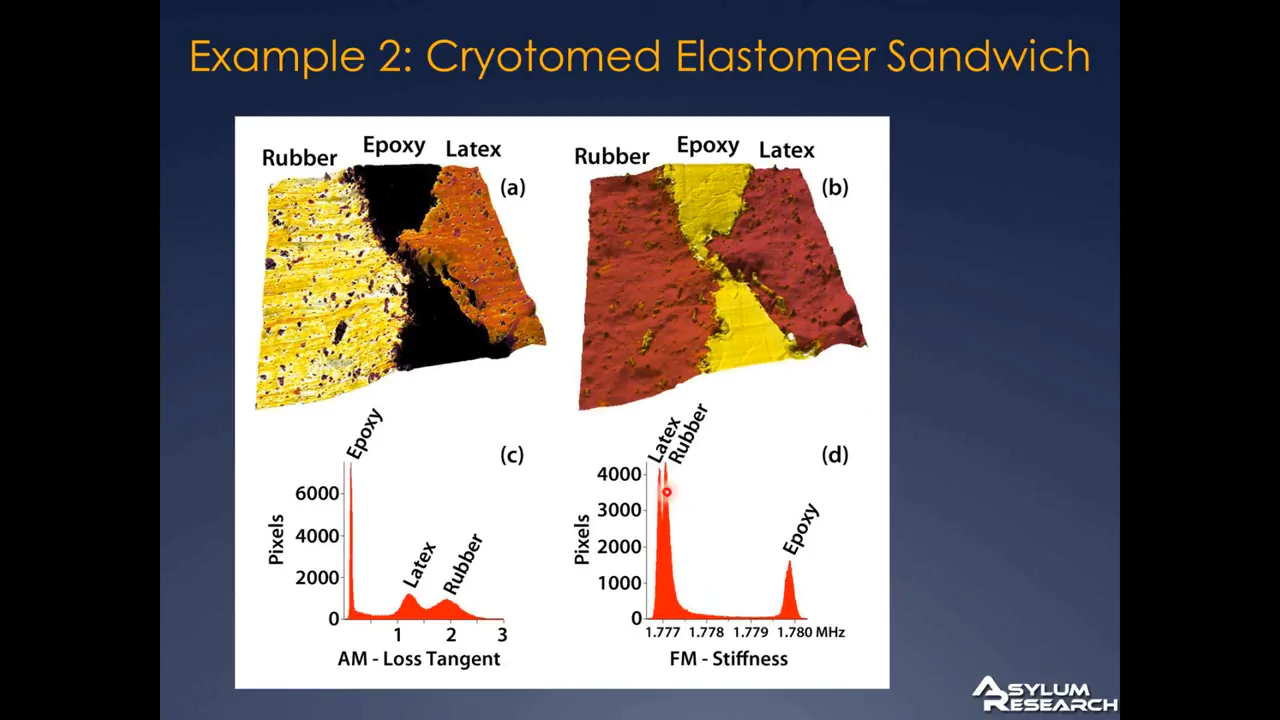 Example 2: Cryotomed Elastomer Sandwich
Rubber
Epoxy
Latex
(a)
Rubber
Epoxy
Latex
(b)
(c)
Epoxy
Latex
Rubber
Pixels
6000
4000
2000
0
1
2
3
AM - Loss Tangent
(d)
Latex
Rubber
Epoxy
Pixels
4000
3000
2000
1000
0
1.777 1.778 1.779 1.780 MHz
FM - Stiffness
ASYLUM
RESEARCH